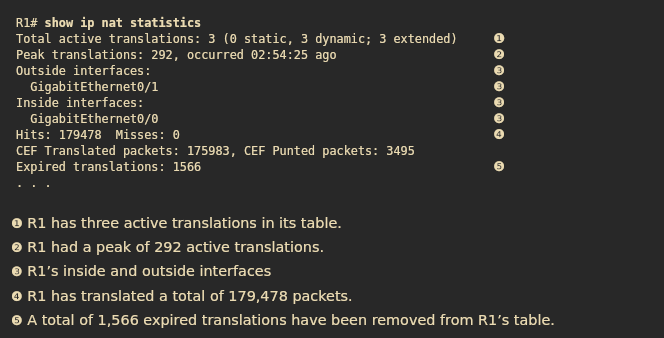 R1# show ip nat statistics
Total active translations: 3 (0 static, 3 dynamic; 3 extended) ❶
Peak translations: 292, occurred 02:54:25 ago ❷
Outside interfaces: ❸
  GigabitEthernet0/1 ❸
Inside interfaces: ❸
  GigabitEthernet0/0 ❸
Hits: 179478  Misses: 0 ❹
CEF Translated packets: 175983, CEF Punted packets: 3495
Expired translations: 1566 ❺
. . .
❶ R1 has three active translations in its table.
❷ R1 had a peak of 292 active translations.
❸ R1’s inside and outside interfaces
❹ R1 has translated a total of 179,478 packets.
❺ A total of 1,566 expired translations have been removed from R1’s table.